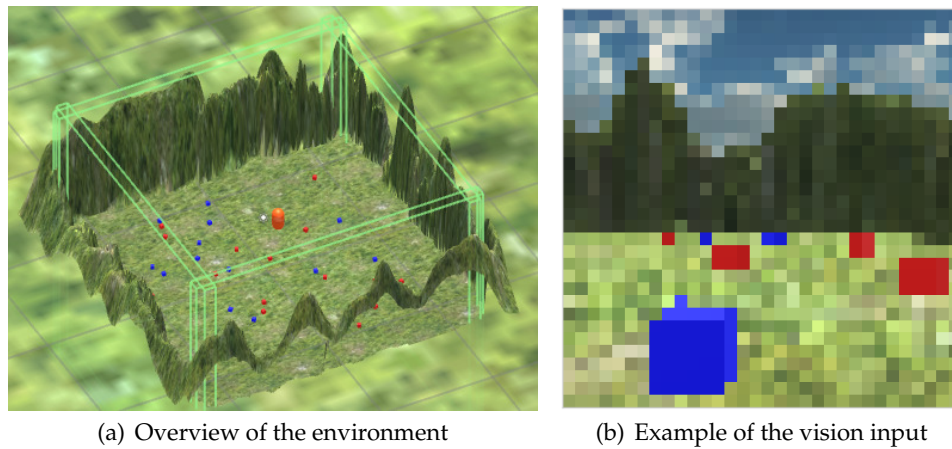 (a) Overview of the environment
(b) Example of the vision input